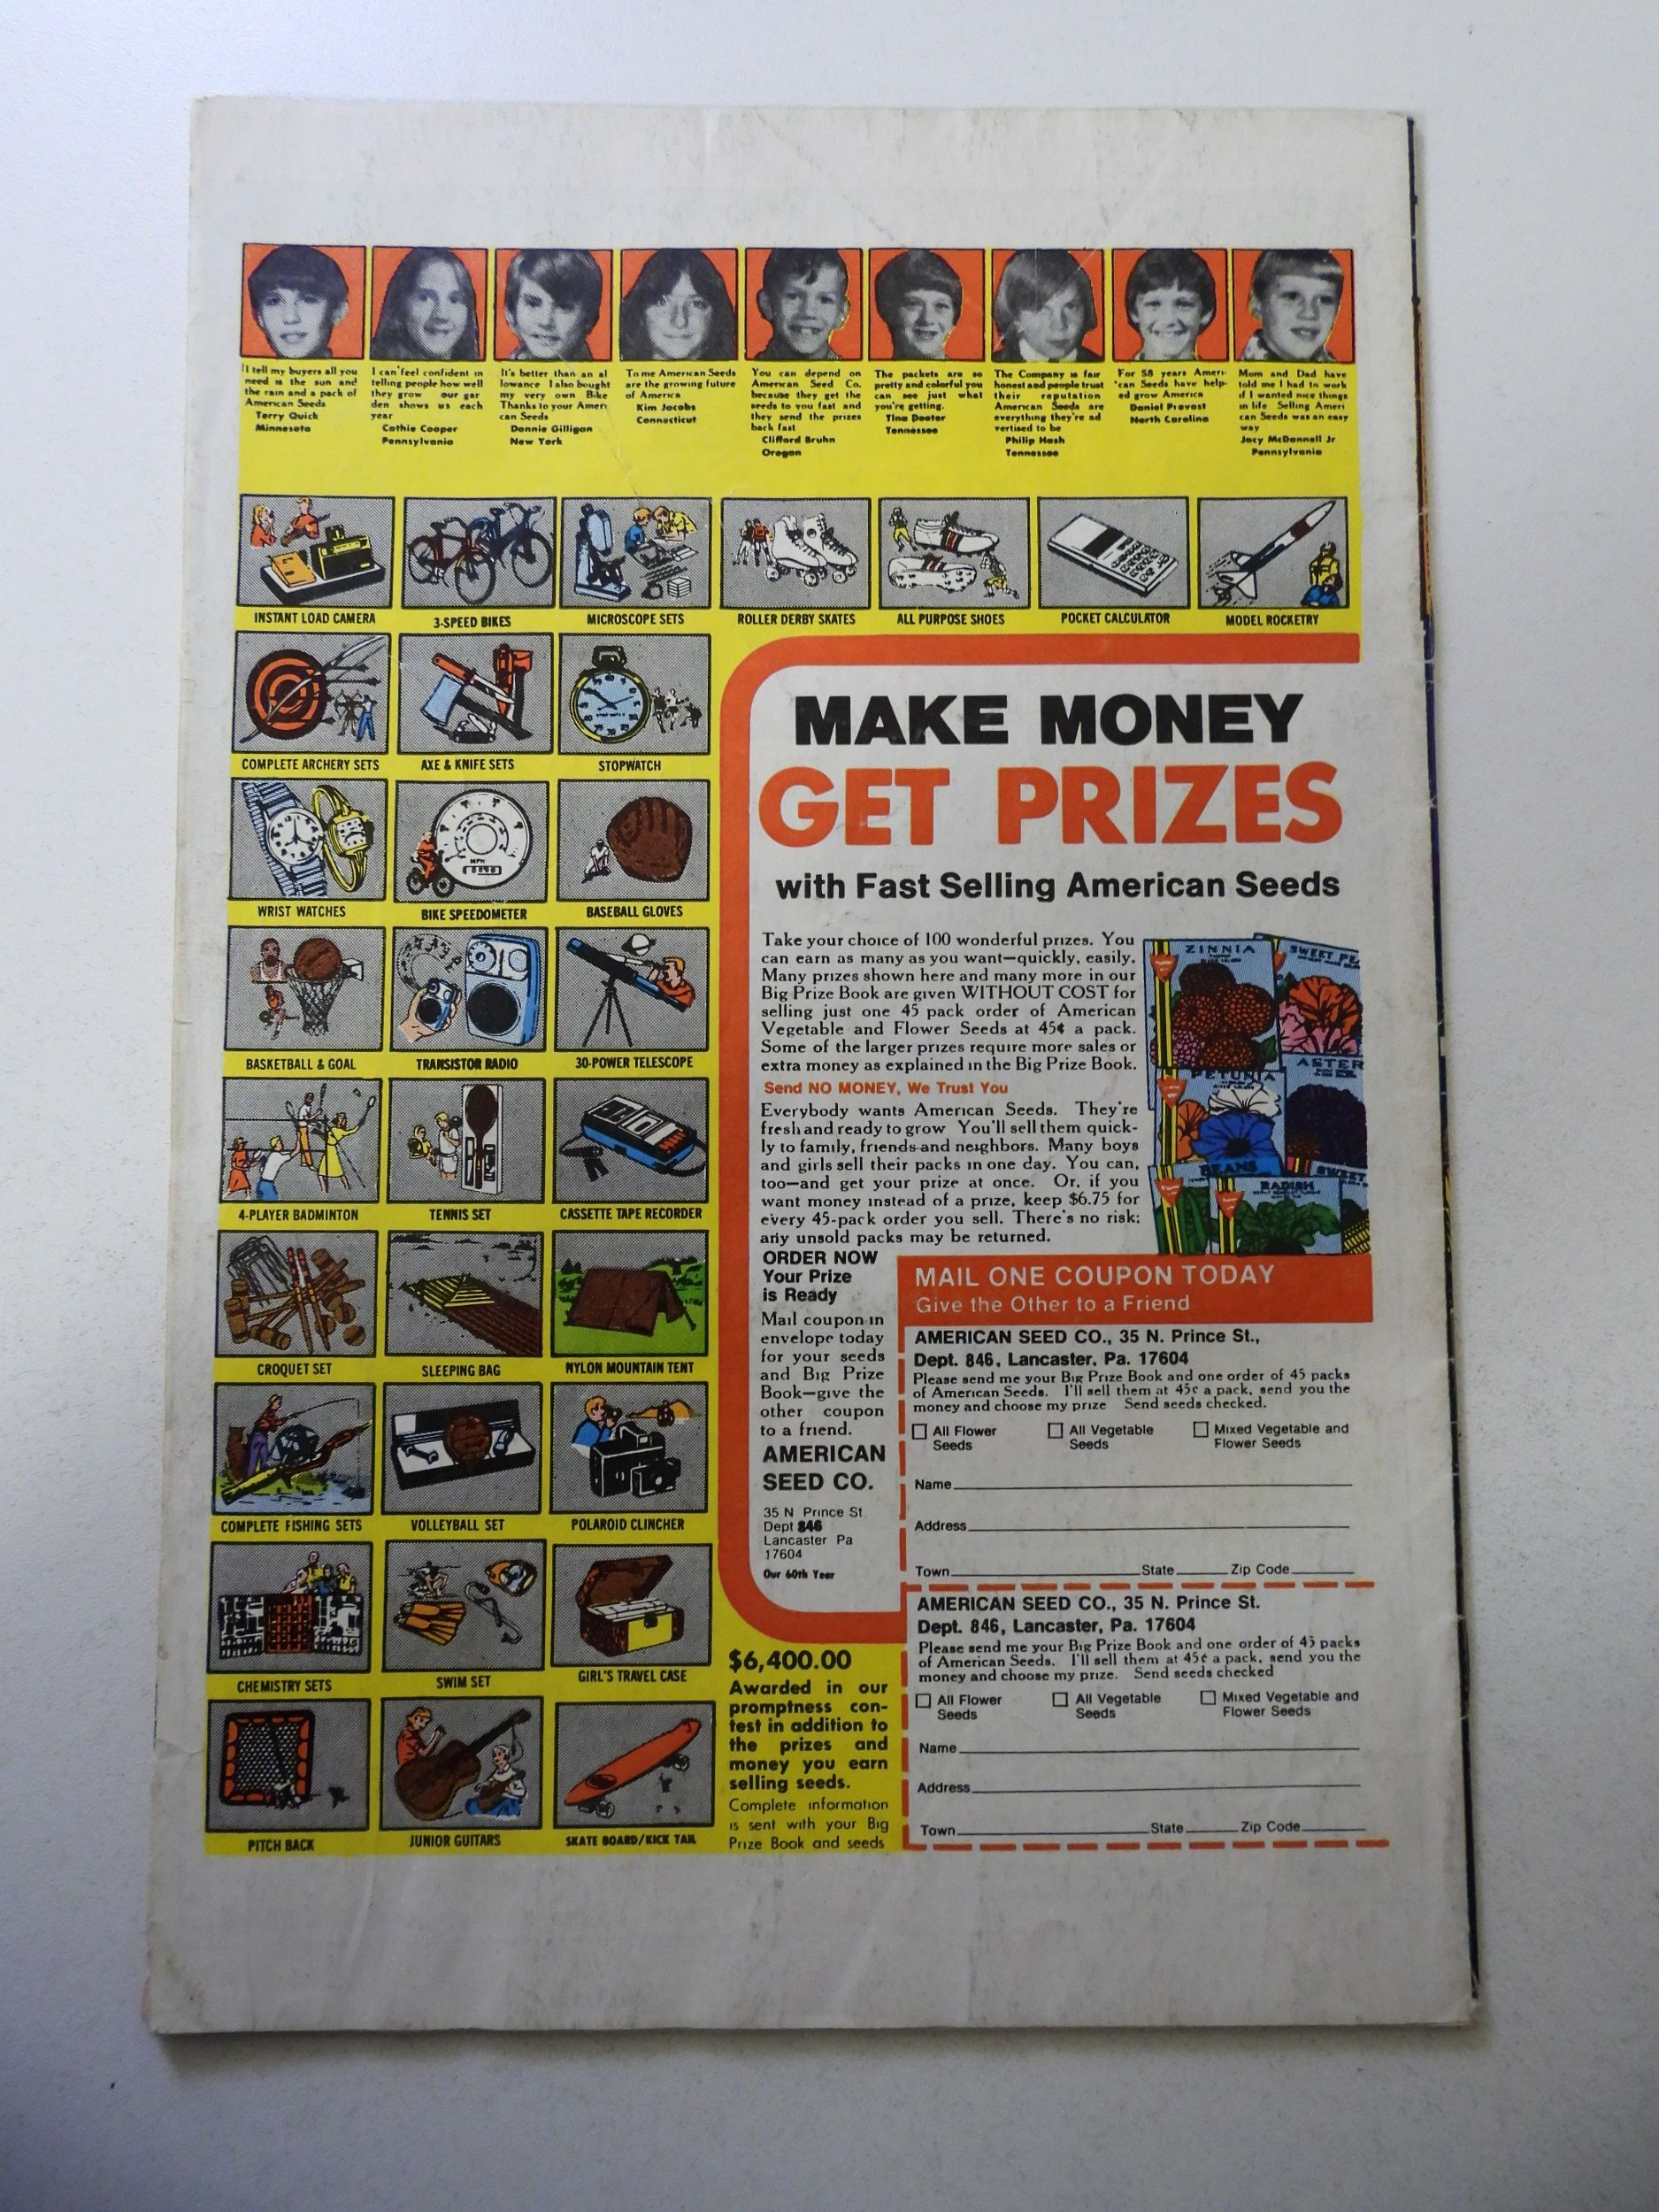 I tell my buyers all you
need is the sun and
the rain and a pack of
American Seeds
Terry Quick
Minnesota
I can feel confident in
telling people how well
they grow our gar
den shows us each
year
Cathie Cooper
Pennsylvania
It's better than an al
lowance I also bought
my very own Bike
Thanks to your Ameri
can Seeds
Donnie Gilligan
New York
To me American Seeds
are the growing future
of America
Kim Jacobs
Connecticut
You can depend on
American Seed Co.
because they get the
seeds to you fast and
they send the prizes
back fast
Clifford Bruhn
Oregon
The packets are so
pretty and colorful you
can see just what
you're getting.
Tina Deeter
Tennessee
The Company is fair
honest and people trust
their reputation
American Seeds are
everything they're ad
vertised to be
Philip Hash
Tennessee
For 58 years Ameri-
can Seeds have help-
ed grow America
Daniel Prevost
North Carolina
Mom and Dad have
told me I had to work
if I wanted nice things
in life Selling Ameri
can Seeds was an easy
way
Jacy McDannell Jr
Pennsylvania
INSTANT LOAD CAMERA
3-SPEED BIKES
MICROSCOPE SETS
ROLLER DERBY SKATES
ALL PURPOSE SHOES
POCKET CALCULATOR
MODEL ROCKETRY
COMPLETE ARCHERY SETS
AXE & KNIFE SETS
STOPWATCH
WRIST WATCHES
MPH
BIKE SPEEDOMETER
BASEBALL GLOVES
BASKETBALL & GOAL
TRANSISTOR RADIO
30-POWER TELESCOPE
4-PLAYER BADMINTON
TENNIS SET
CASSETTE TAPE RECORDER
CROQUET SET
SLEEPING BAG
NYLON MOUNTAIN TENT
COMPLETE FISHING SETS
VOLLEYBALL SET
POLAROID CLINCHER
CHEMISTRY SETS
SWIM SET
GIRL'S TRAVEL CASE
PITCH BACK
JUNIOR GUITARS
SKATE BOARD/KICK TAIL
MAKE MONEY
GET PRIZES
with Fast Selling American Seeds
Take your choice of 100 wonderful prizes. You
can earn as many as you want—quickly, easily.
Many prizes shown here and many more in our
Big Prize Book are given WITHOUT COST for
selling just one 45 pack order of American
Vegetable and Flower Seeds at 45¢ a pack.
Some of the larger prizes require more sales or
extra money as explained in the Big Prize Book.
Send NO MONEY, We Trust You
Everybody wants American Seeds. They're
fresh and ready to grow You'll sell them quick-
ly to family, friends and neighbors. Many boys
and girls sell their packs in one day. You can,
too—and get your prize at once. Or, if you
want money instead of a prize, keep $6.75 for
every 45-pack order you sell. There's no risk;
any unsold packs may be returned.
ZINNIA
SWEET PE
PETUNIA
ASTER
BEANS
RADISH
SWEET
ORDER NOW
Your Prize
is Ready
Mail coupon in
envelope today
for your seeds
and Big Prize
Book—give the
other coupon
to a friend.
AMERICAN
SEED CO.
35 N Prince St
Dept 846
Lancaster Pa
17604
Our 60th Year
MAIL ONE COUPON TODAY
Give the Other to a Friend
AMERICAN SEED CO., 35 N. Prince St.,
Dept. 846, Lancaster, Pa. 17604
Please send me your Big Prize Book and one order of 45 packs
of American Seeds. I'll sell them at 45c a pack, send you the
money and choose my prize Send seeds checked.
All Flower
Seeds
All Vegetable
Seeds
Mixed Vegetable and
Flower Seeds
Name
Address
Town State Zip Code
AMERICAN SEED CO., 35 N. Prince St.
Dept. 846, Lancaster, Pa. 17604
Please send me your Big Prize Book and one order of 45 packs
of American Seeds. I'll sell them at 45¢ a pack, send you the
money and choose my prize. Send seeds checked
All Flower
Seeds
All Vegetable
Seeds
Mixed Vegetable and
Flower Seeds
Name
Address
Town State Zip Code
$6,400.00
Awarded in our
promptness con-
test in addition to
the prizes and
money you earn
selling seeds.
Complete information
is sent with your Big
Prize Book and seeds